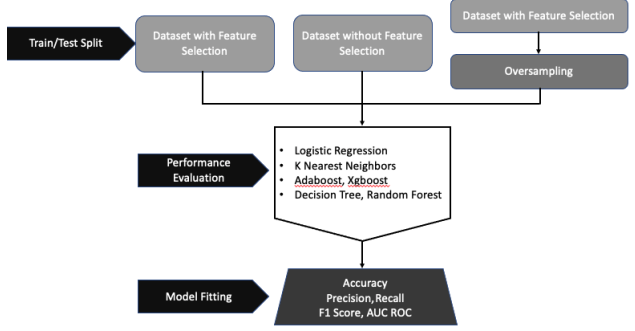 Train/Test Split
Dataset with Feature
Selection
Dataset without Feature
Selection
Dataset with Feature Selection
Oversampling
Performance
Evaluation
• Logistic Regression
• K Nearest Neighbors
• Adaboost, Xgboost
• Decision Tree, Random Forest
Model Fitting
Accuracy
Precision,Recall
F1 Score, AUC ROC